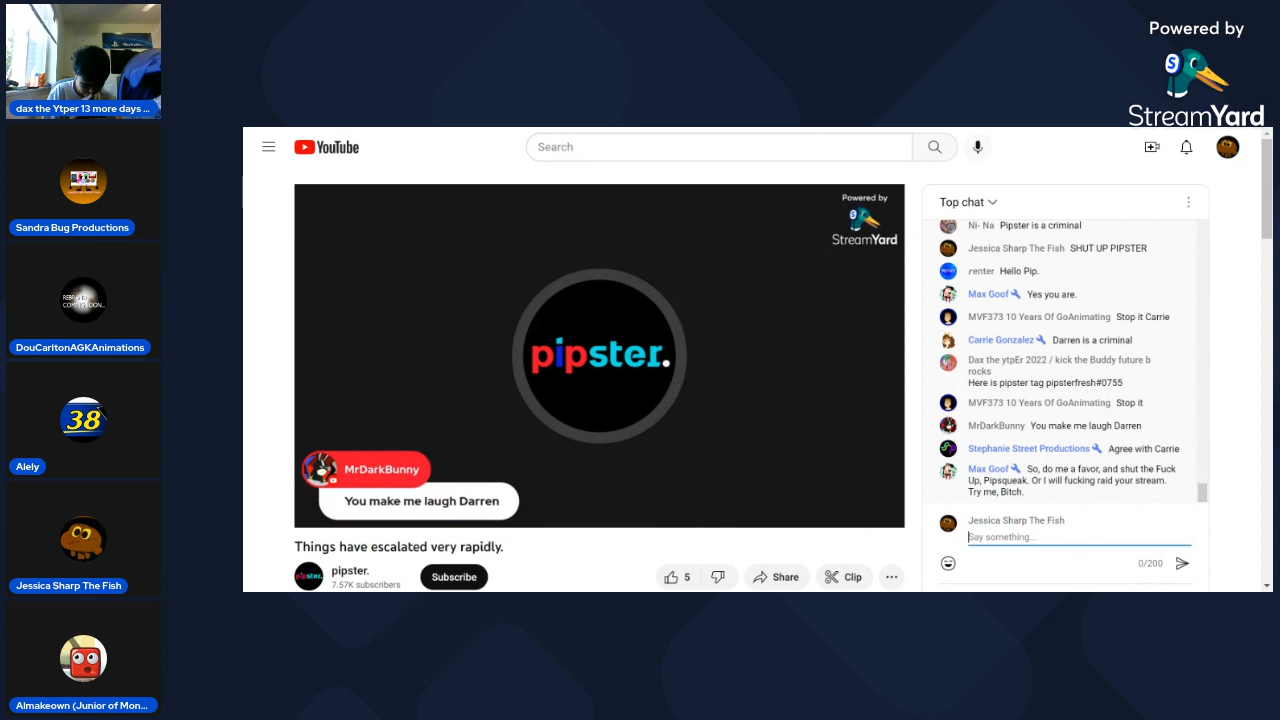 dax the Ytper 13 more days ...
Sandra Bug Productions
DouCarltonAGKAnimations
38
Alely
Jessica Sharp The Fish
Almakeown (Junior of Mon...
Powered by
StreamYard
YouTube
Search
Powered by
StreamYard
pipster.
MrDarkBunny
You make me laugh Darren
Things have escalated very rapidly.
pipster.
pipster.
7.57K subscribers
Subscribe
5
Share
Clip
Top chat
Ni- Na Pipster is a criminal
Jessica Sharp The Fish SHUT UP PIPSTER
renter Hello Pip.
Max Goof Yes you are.
MVF373 10 Years Of GoAnimating Stop it Carrie
Carrie Gonzalez Darren is a criminal
Dax the ytpEr 2022 / kick the Buddy future b
rocks
Here is pipster tag pipsterfresh#0755
MVF373 10 Years Of GoAnimating Stop it
MrDarkBunny You make me laugh Darren
Stephanie Street Productions Agree with Carrie
Max Goof So, do me a favor, and shut the Fuck
Up, Pipsqueak. Or I will fucking raid your stream.
Try me, Bitch.
Jessica Sharp The Fish
Say something...
0/200